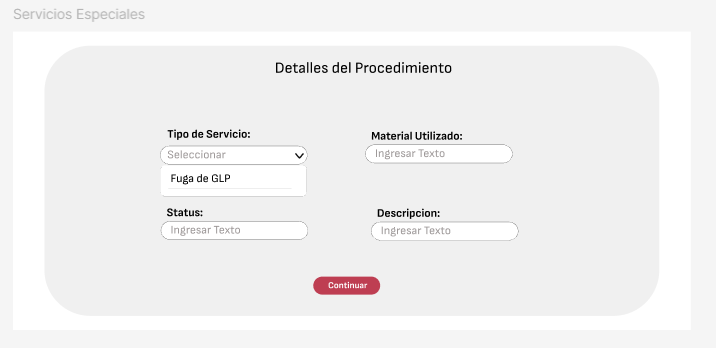 Servicios Especiales
Detalles del Procedimiento
Tipo de Servicio:
Seleccionar
Fuga de GLP
Material Utilizado:
Ingresar Texto
Status:
Ingresar Texto
Descripcion:
Ingresar Texto
Continuar